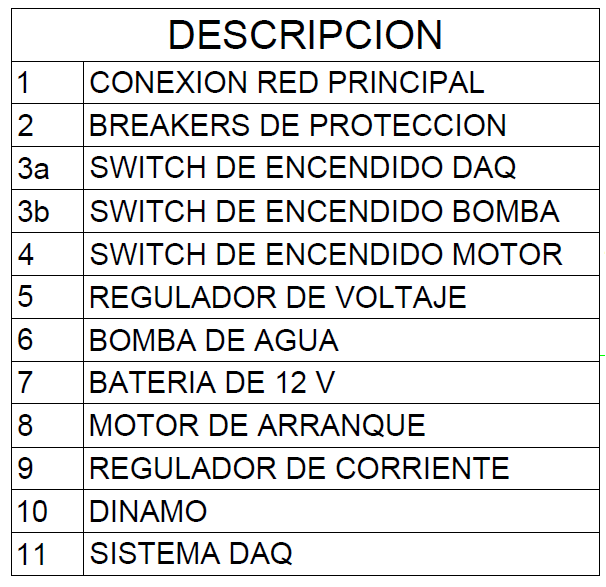 DESCRIPCION
1 CONEXION RED PRINCIPAL
2 BREAKERS DE PROTECCION
3a SWITCH DE ENCENDIDO DAQ
3b SWITCH DE ENCENDIDO BOMBA
4 SWITCH DE ENCENDIDO MOTOR
5 REGULADOR DE VOLTAJE
6 BOMBA DE AGUA
7 BATERIA DE 12 V
8 MOTOR DE ARRANQUE
9 REGULADOR DE CORRIENTE
10 DINAMO
11 SISTEMA DAQ